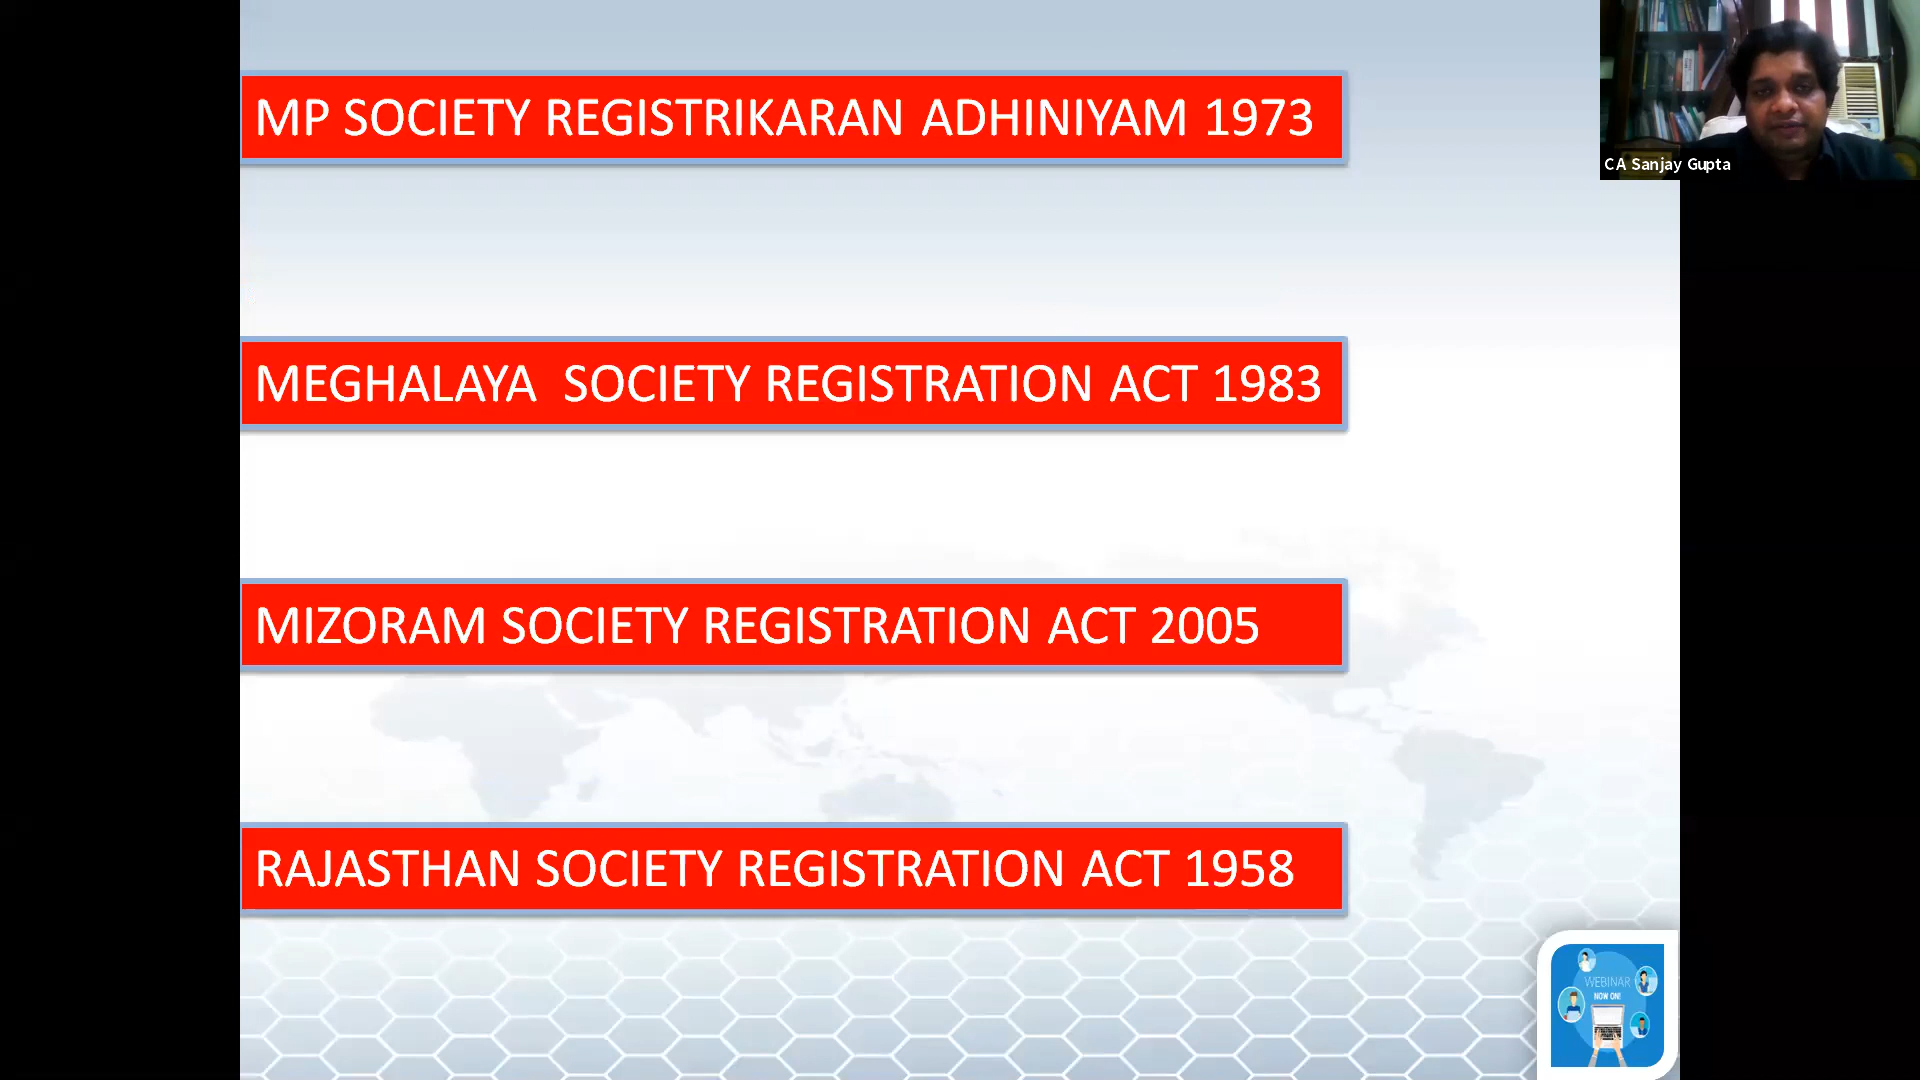 MP SOCIETY REGISTRIKARAN ADHINIYAM 1973
CA Sanjay Gupta
MEGHALAYA SOCIETY REGISTRATION ACT 1983
MIZORAM SOCIETY REGISTRATION ACT 2005
RAJASTHAN SOCIETY REGISTRATION ACT 1958
WEBINAR
NOW ON!